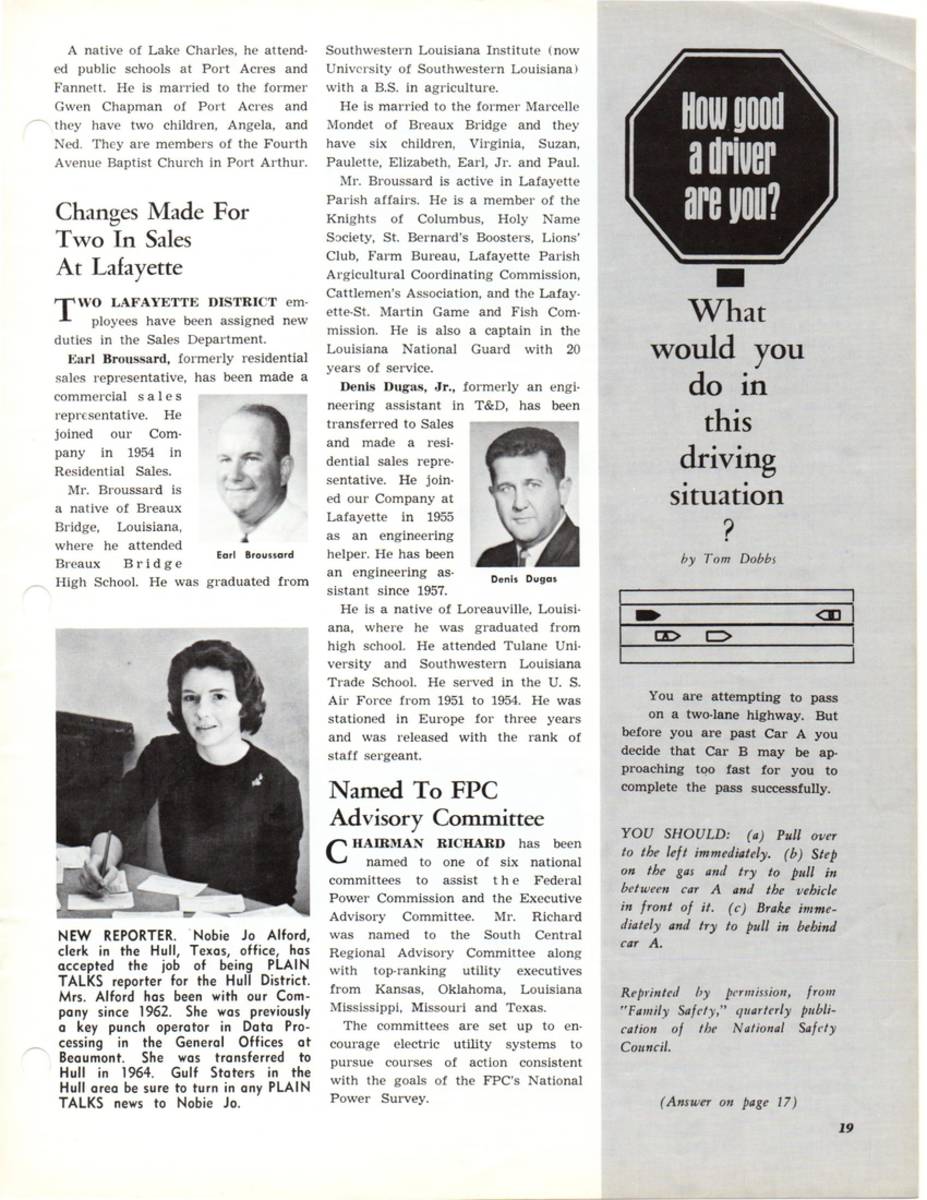 A native of Lake Charles, he attend-
ed public schools at Port Acres and
Fannett. He is married to the former
Gwen Chapman of Port Acres and
they have two children, Angela, and
Ned. They are members of the Fourth
Avenue Baptist Church in Port Arthur.
Changes Made For
Two In Sales
At Lafayette
TWO LAFAYETTE DISTRICT em-
ployees have been assigned new
duties in the Sales Department.
Earl Broussard, formerly residential
sales representative, has been made a
commercial sales
representative. He
joined our Com-
pany in 1954 in
Residential Sales.
Mr. Broussard is
a native of Breaux
Bridge, Louisiana,
where he attended
Breaux Bridge
High School. He was graduated from
Earl Broussard
NEW REPORTER. Nobie Jo Alford,
clerk in the Hull, Texas, office, has
accepted the job of being PLAIN
TALKS reporter for the Hull District.
Mrs. Alford has been with our Com-
pany since 1962. She was previously
a key punch operator in Data Pro-
cessing in the General Offices at
Beaumont. She was transferred to
Hull in 1964. Gulf Staters in the
Hull area be sure to turn in any PLAIN
TALKS news to Nobie Jo.
Southwestern Louisiana Institute (now
University of Southwestern Louisiana)
with a B.S. in agriculture.
He is married to the former Marcelle
Mondet of Breaux Bridge and they
have six children, Virginia, Suzan,
Paulette, Elizabeth, Earl, Jr. and Paul.
Mr. Broussard is active in Lafayette
Parish affairs. He is a member of the
Knights of Columbus, Holy Name
Society, St. Bernard's Boosters, Lions'
Club, Farm Bureau, Lafayette Parish
Argicultural Coordinating Commission,
Cattlemen's Association, and the Lafay-
ette-St. Martin Game and Fish Com-
mission. He is also a captain in the
Louisiana National Guard with 20
years of service.
Denis Dugas, Jr., formerly an engi-
neering assistant in T&D, has been
transferred to Sales
and made a resi-
dential sales repre-
sentative. He join-
ed our Company at
Lafayette in 1955
as an engineering
helper. He has been
an engineering as-
sistant since 1957.
Denis Dugas
He is a native of Loreauville, Louisi-
ana, where he was graduated from
high school. He attended Tulane Uni-
versity and Southwestern Louisiana
Trade School. He served in the U. S.
Air Force from 1951 to 1954. He was
stationed in Europe for three years
and was released with the rank of
staff sergeant.
Named To FPC
Advisory Committee
CHAIRMAN RICHARD has been
named to one of six national
committees to assist the Federal
Power Commission and the Executive
Advisory Committee. Mr. Richard
was named to the South Central
Regional Advisory Committee along
with top-ranking utility executives
from Kansas, Oklahoma, Louisiana
Mississippi, Missouri and Texas.
The committees are set up to en-
courage electric utility systems to
pursue courses of action consistent
with the goals of the FPC's National
Power Survey.
How good
a driver
are you?
What
would you
do in
this
driving
situation
?
by Tom Dobbs
B
A
You are attempting to pass
on a two-lane highway. But
before you are past Car A you
decide that Car B may be ap-
proaching too fast for you to
complete the pass successfully.
YOU SHOULD: (a) Pull over
to the left immediately. (b) Step
on the gas and try to pull in
between car A and the vehicle
in front of it. (c) Brake imme-
diately and try to pull in behind
car A.
Reprinted by permission, from
"Family Safety," quarterly publi-
cation of the National Safety
Council.
(Answer on page 17)
19